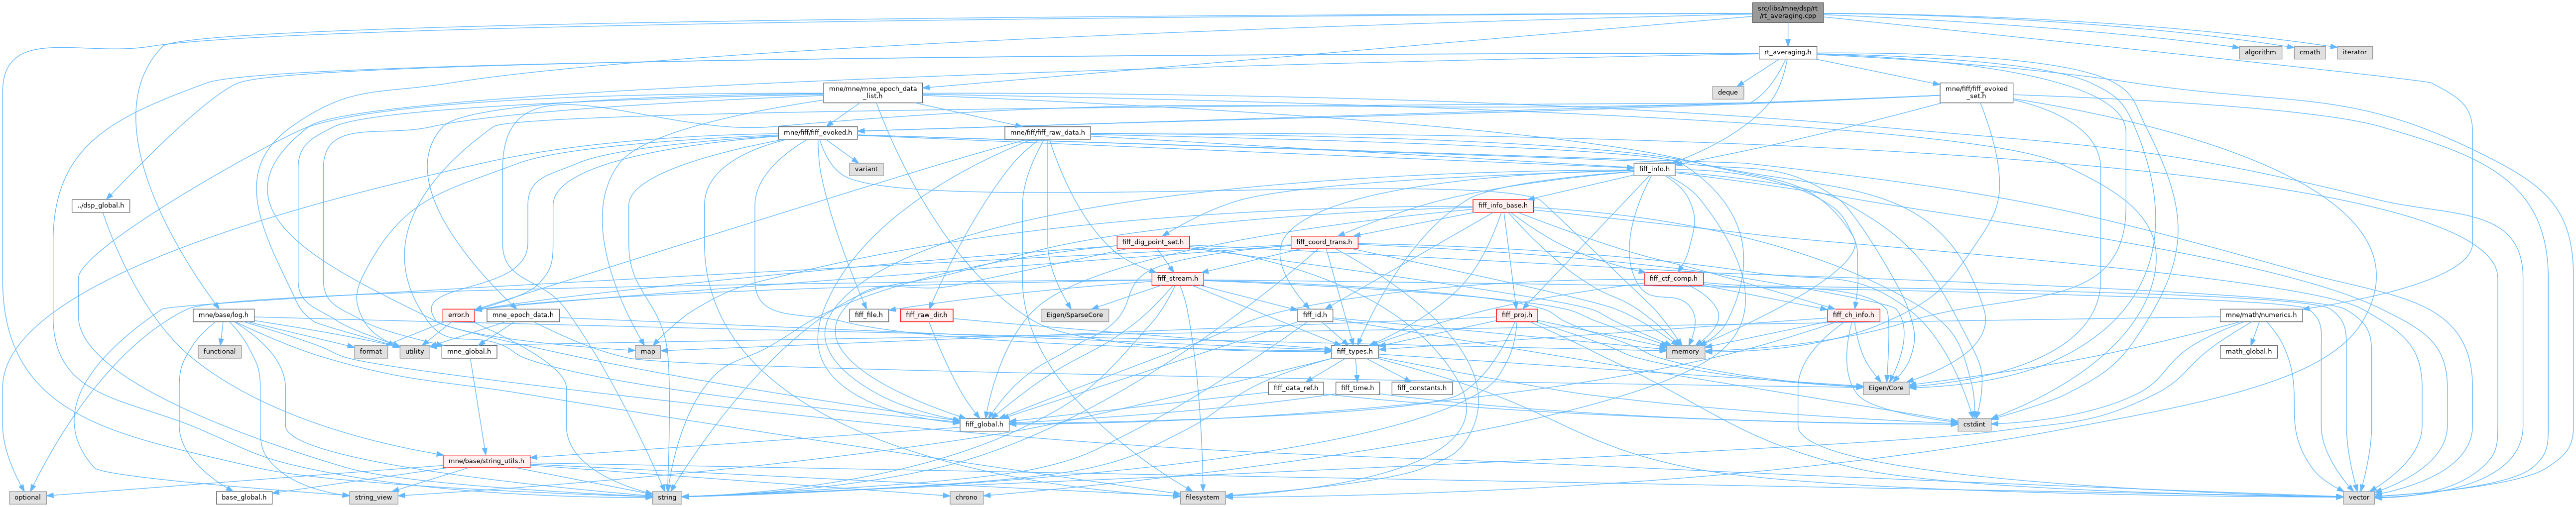 src/libs/mne/dsp/rt
/rt_averaging.cpp
rt_averaging.h
algorithm
cmath
iterator
mne/mne/mne_epoch_data
_list.h
deque
mne/fiff/fiff_evoked
_set.h
mne/fiff/fiff_evoked.h
mne/fiff/fiff_raw_data.h
variant
fiff_info.h
../dsp_global.h
fiff_info_base.h
fiff_dig_point_set.h
fiff_coord_trans.h
fiff_stream.h
fiff_ctf_comp.h
mne/base/log.h
error.h
mne_epoch_data.h
fiff_file.h
fiff_raw_dir.h
Eigen/SparseCore
fiff_id.h
fiff_proj.h
fiff_ch_info.h
mne/math/numerics.h
functional
format
utility
mne_global.h
map
fiff_types.h
memory
math_global.h
fiff_data_ref.h
fiff_time.h
fiff_constants.h
Eigen/Core
fiff_global.h
cstdint
mne/base/string_utils.h
optional
base_global.h
string_view
string
chrono
filesystem
vector